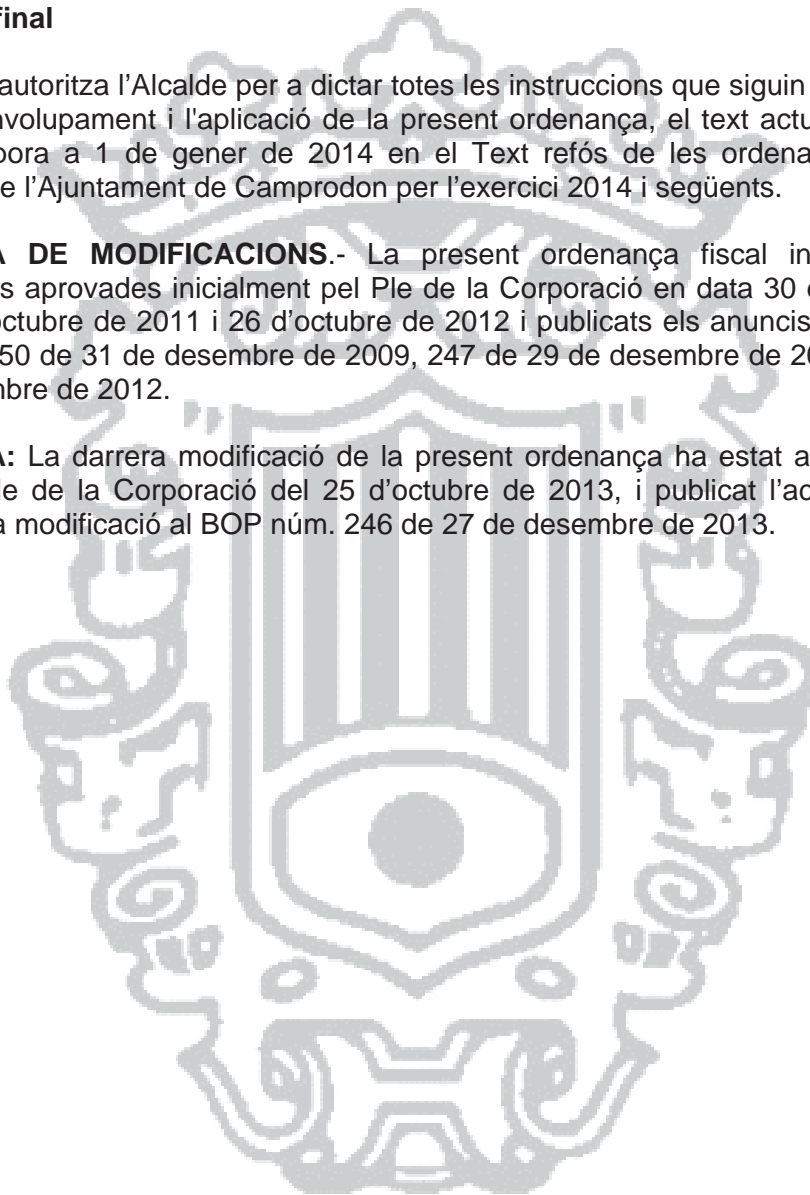 final
autoritza l’Alcalde per a dictar totes les instruccions que siguin
nvolupament i l'aplicació de la present ordenança, el text actu
pora a 1 de gener de 2014 en el Text refós de les ordena
e l’Ajuntament de Camprodon per l’exercici 2014 i següents.
A DE MODIFICACIONS.- La present ordenança fiscal in
s aprovades inicialment pel Ple de la Corporació en data 30
octubre de 2011 i 26 d’octubre de 2012 i publicats els anuncis
50 de 31 de desembre de 2009, 247 de 29 de desembre de 20
mbre de 2012.
A: La darrera modificació de la present ordenança ha estat a
le de la Corporació del 25 d’octubre de 2013, i publicat l’ac
a modificació al BOP núm. 246 de 27 de desembre de 2013.